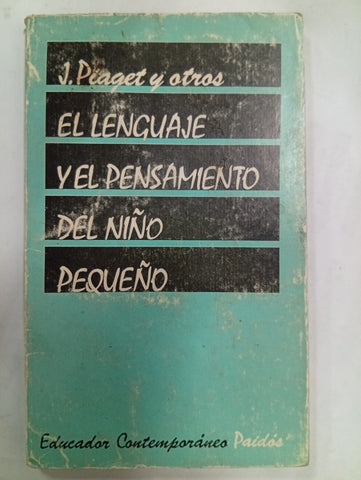 J. Piaget y otros
EL LENGUAJE
Y EL PENSAMIENTO
DEL NIÑO
PEQUEÑO
Educador Contemporáneo Paidós